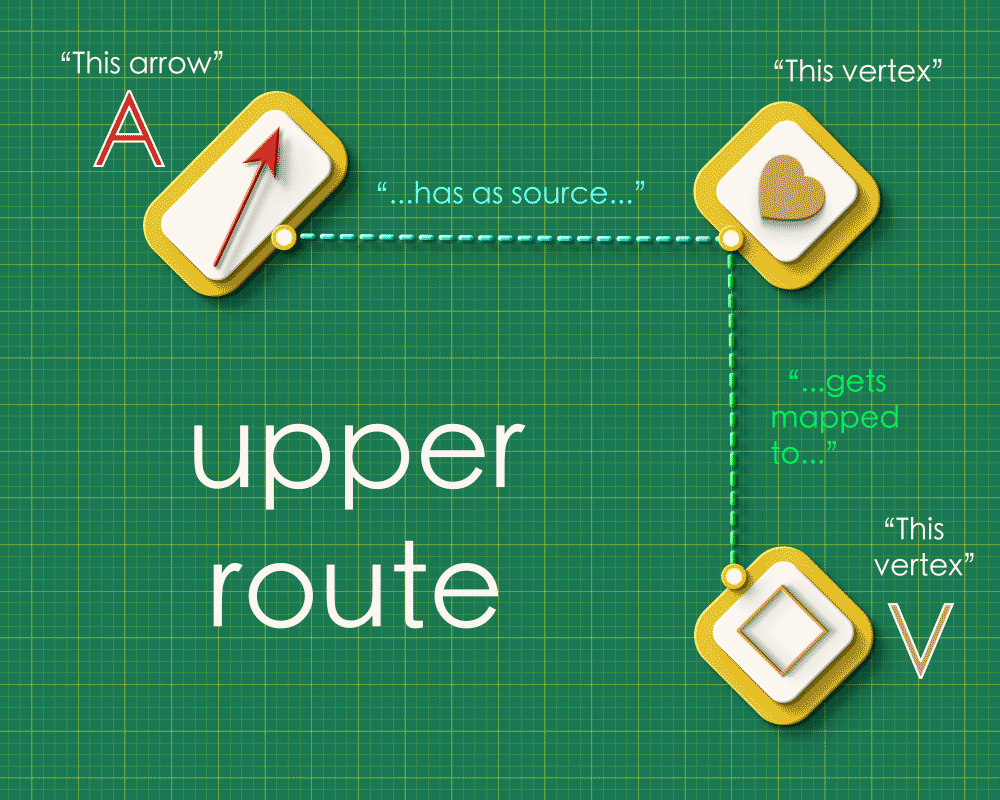 “This arrow”
“This vertex”
A
“...has as source...”
“...gets
mapped
to...”
upper
route
“This
vertex”
V